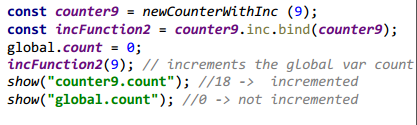 const counter9 = newCounterWithInc (9);
const incFunction2 = counter9.inc.bind(counter9);
global.count = 0;
incFunction2(9); // increments the global var count
show("counter9.count"); //18 -> incremented
show("global.count"); //0 -> not incremented